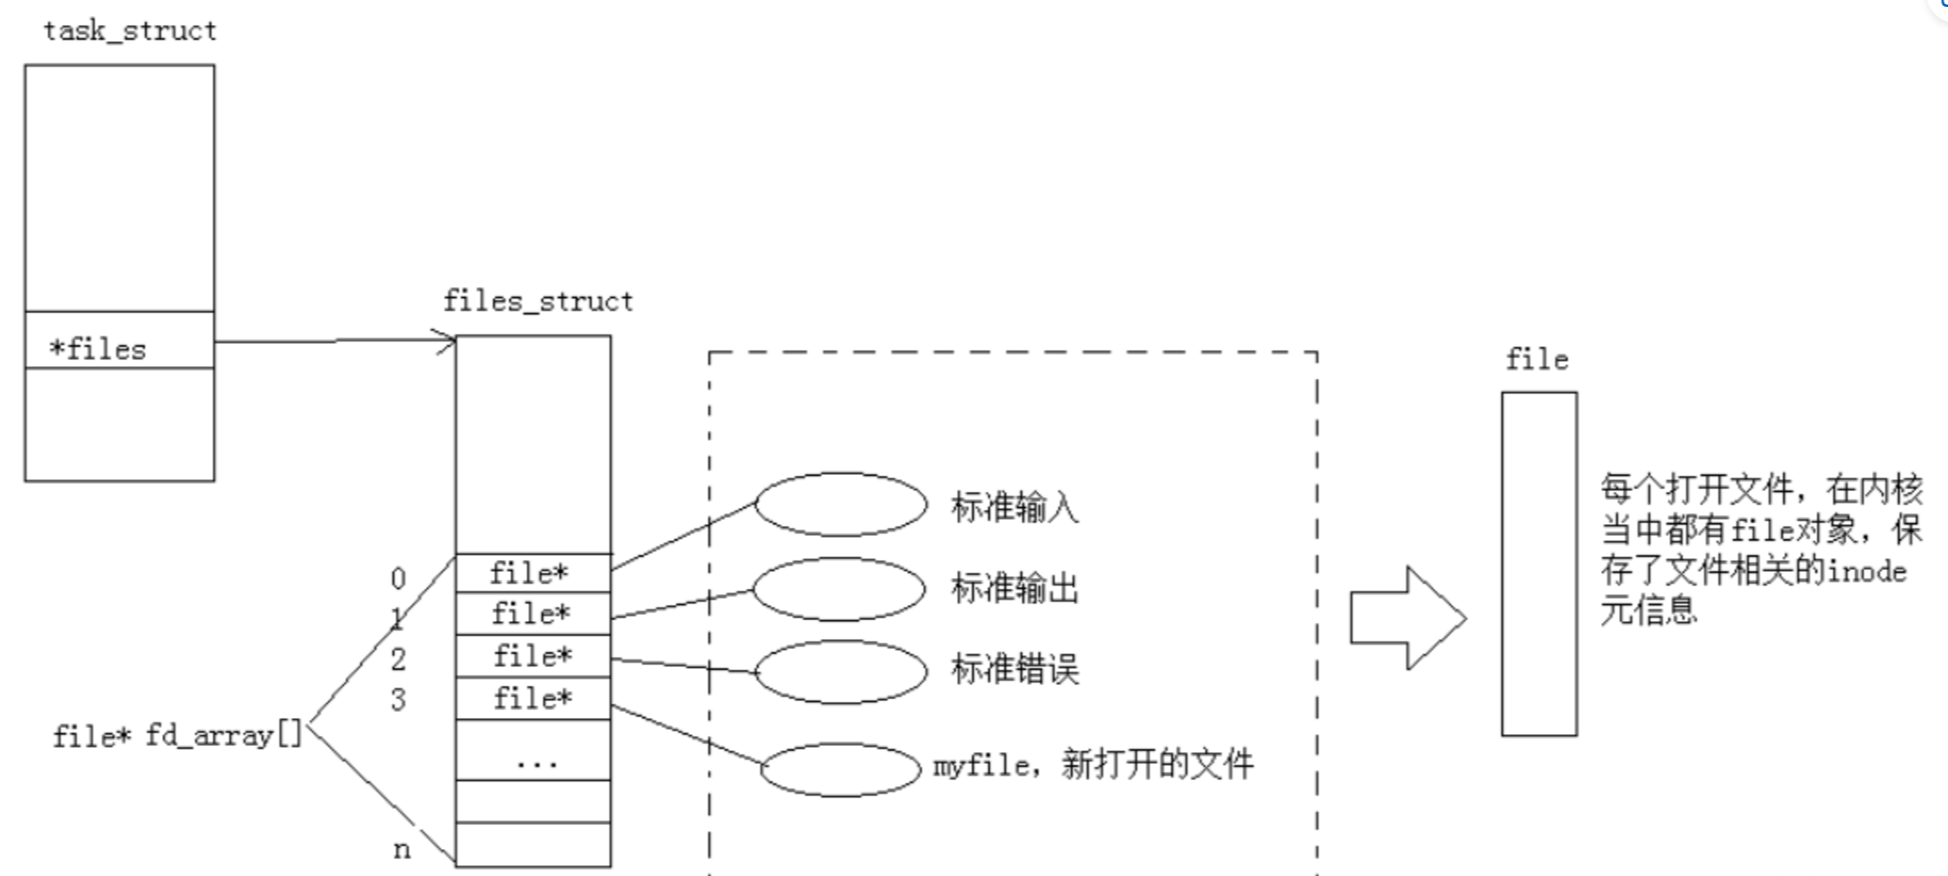 task_struct
*files
files_struct
0
file*
标准输入
1
file*
标准输出
2
file*
标准错误
3
file*
file* fd_array[]
...
myfile, 新打开的文件
n
file
每个打开文件，在内核
当中都有file对象，保
存了文件相关的inode
元信息